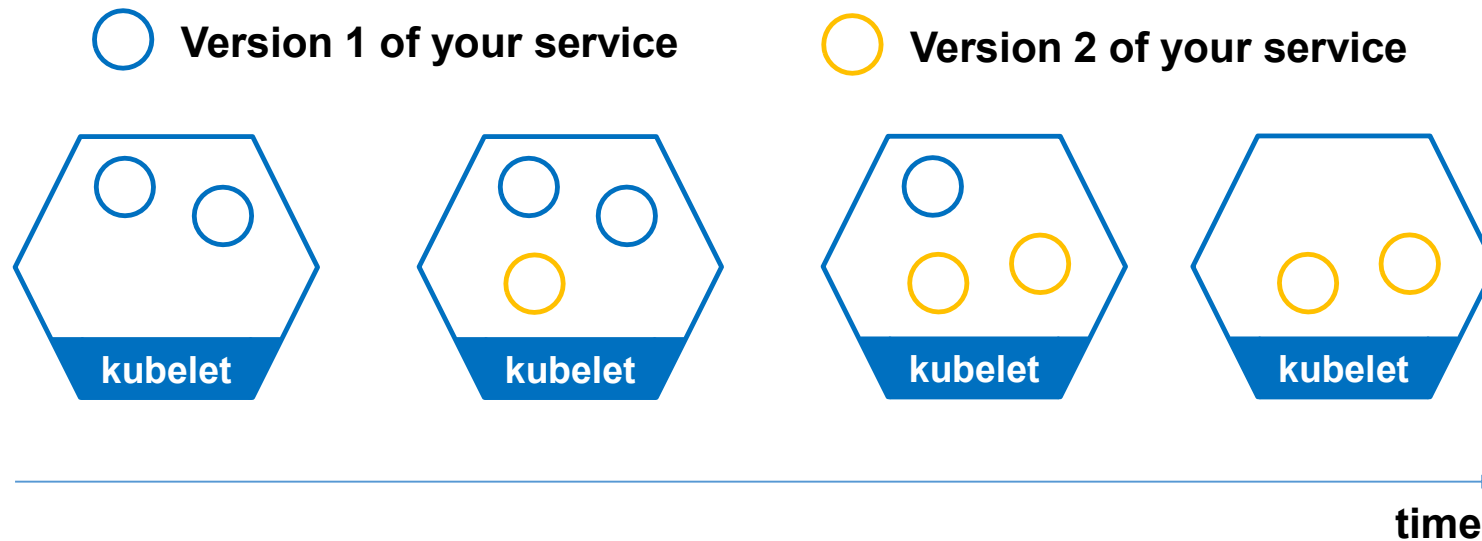 Version 1 of your service
Version 2 of your service
kubelet
kubelet
kubelet
kubelet
time